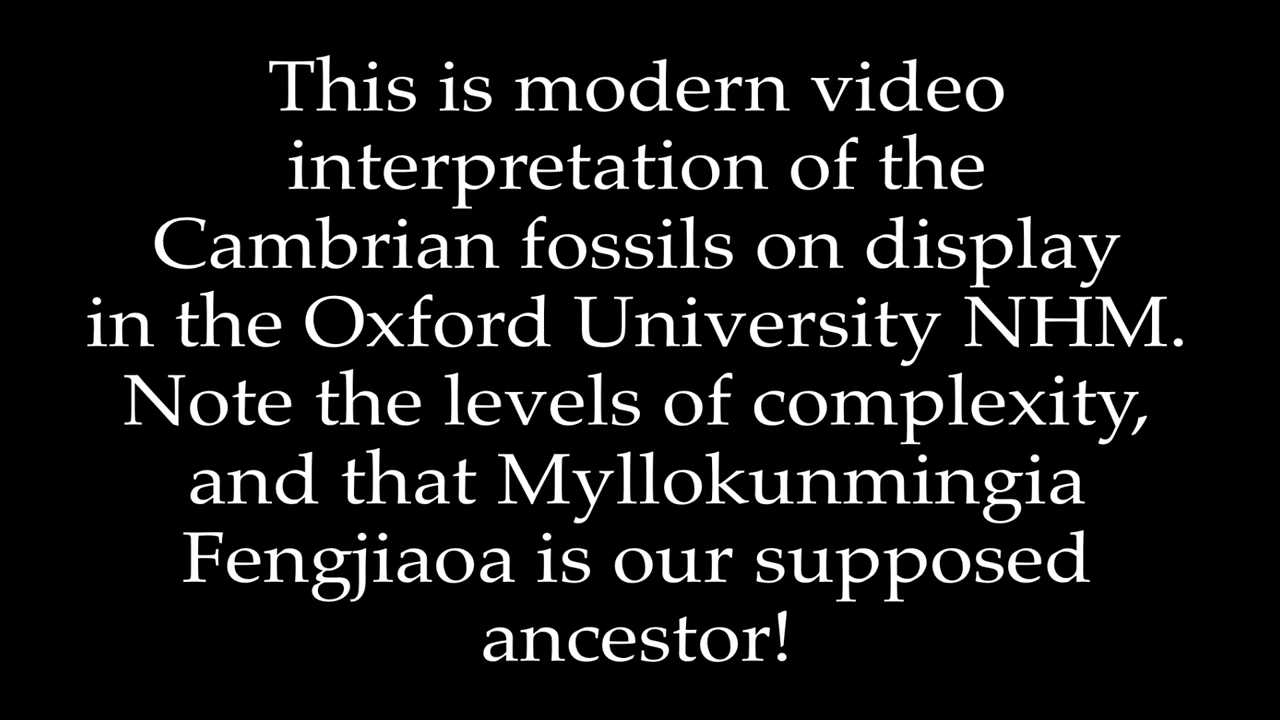 This is modern video
interpretation of the
Cambrian fossils on display
in the Oxford University NHM.
Note the levels of complexity,
and that Myllokunmingia
Fengjiaoa is our supposed
ancestor!